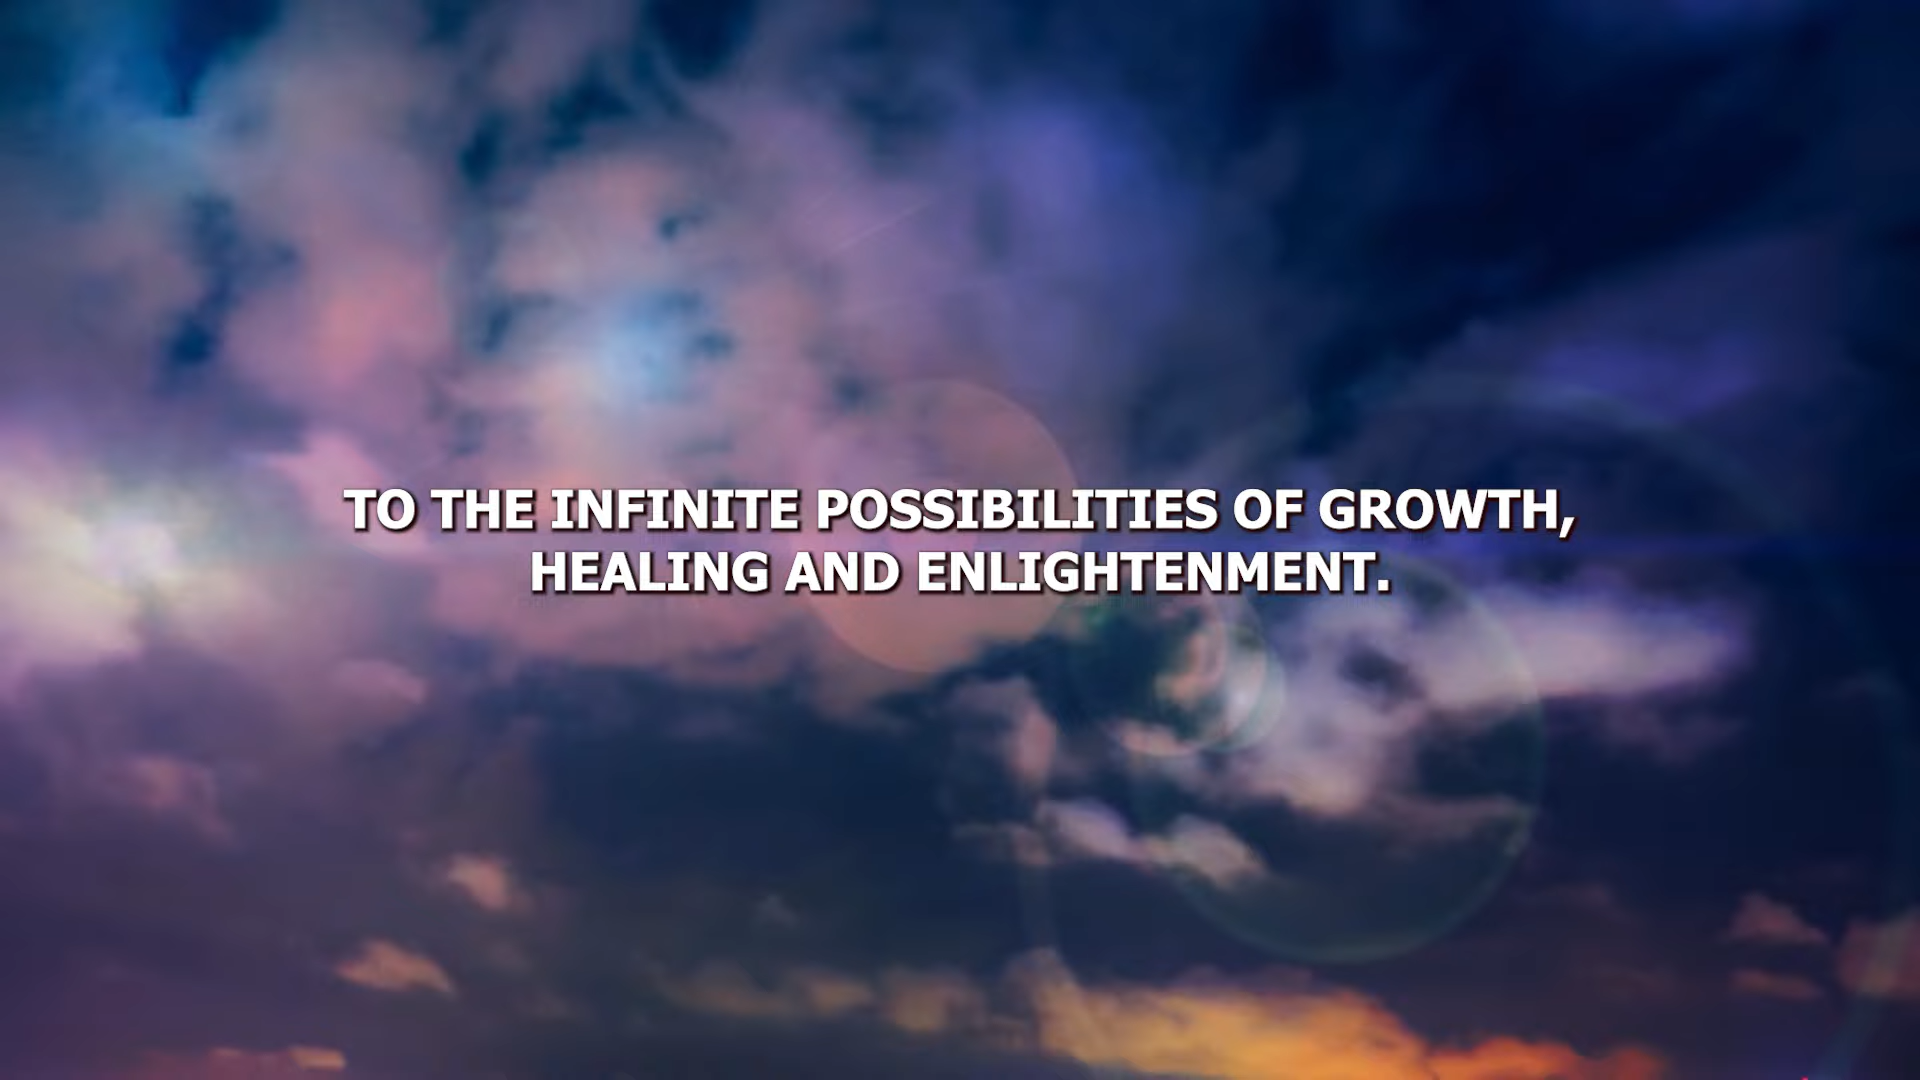 TO THE INFINITE POSSIBILITIES OF GROWTH,
HEALING AND ENLIGHTENMENT.